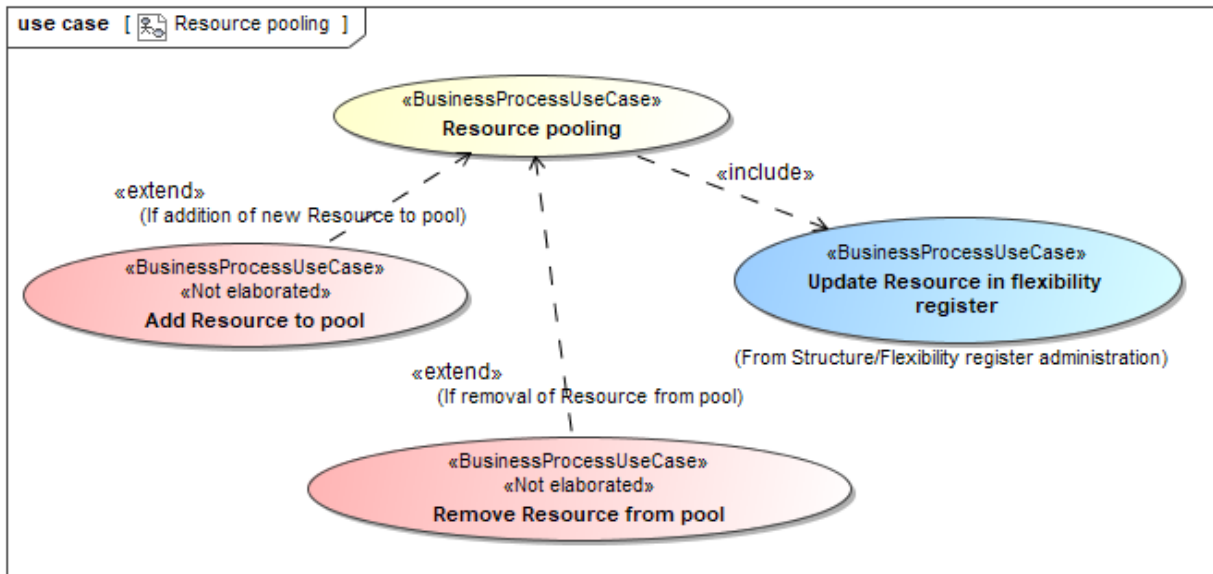 use case [ Resource pooling ]
«BusinessProcessUseCase»
Resource pooling
«include»
«extend»
(If addition of new Resource to pool)
«BusinessProcessUseCase»
«Not elaborated»
Add Resource to pool
«BusinessProcessUseCase»
Update Resource in flexibility
register
(From Structure/Flexibility register administration)
«extend»
(If removal of Resource from pool)
«BusinessProcessUseCase»
«Not elaborated»
Remove Resource from pool